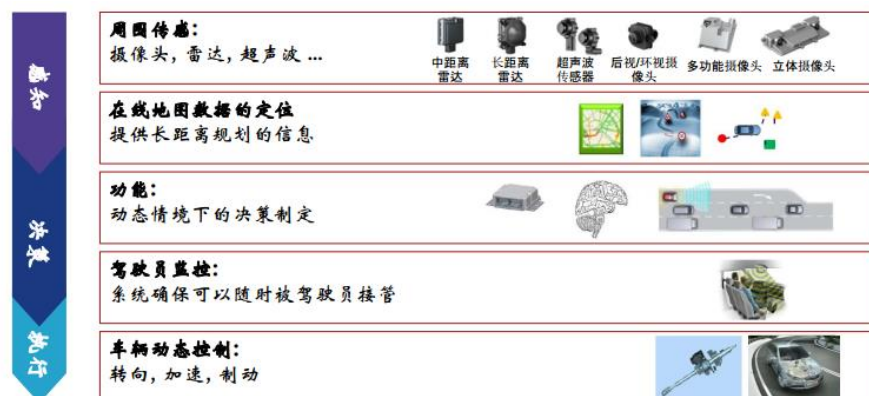 感知
周围传感:
摄像头, 雷达, 超声波 ...
中距离
雷达
长距离
雷达
超声波
传感器
后视/环视摄
像头
多功能摄像头
立体摄像头
在线地图数据的定位
提供长距离规划的信息
决策
功能:
动态情境下的决策制定
驾驶员监控:
系统确保可以随时被驾驶员接管
执行
车辆动态控制:
转向, 加速, 制动